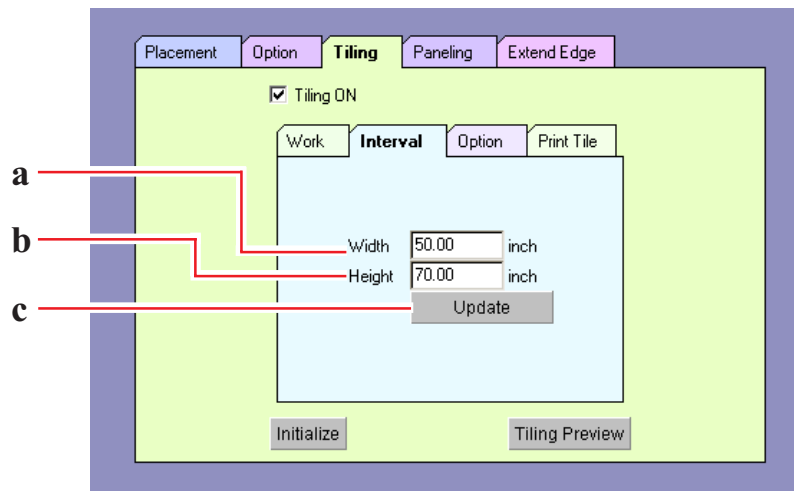 Placement Option Tiling Paneling Extend Edge
Tiling ON
Work Interval Option Print Tile
a
b Width 50.00 inch
Height 70.00 inch
c Update
Initialize Tiling Preview